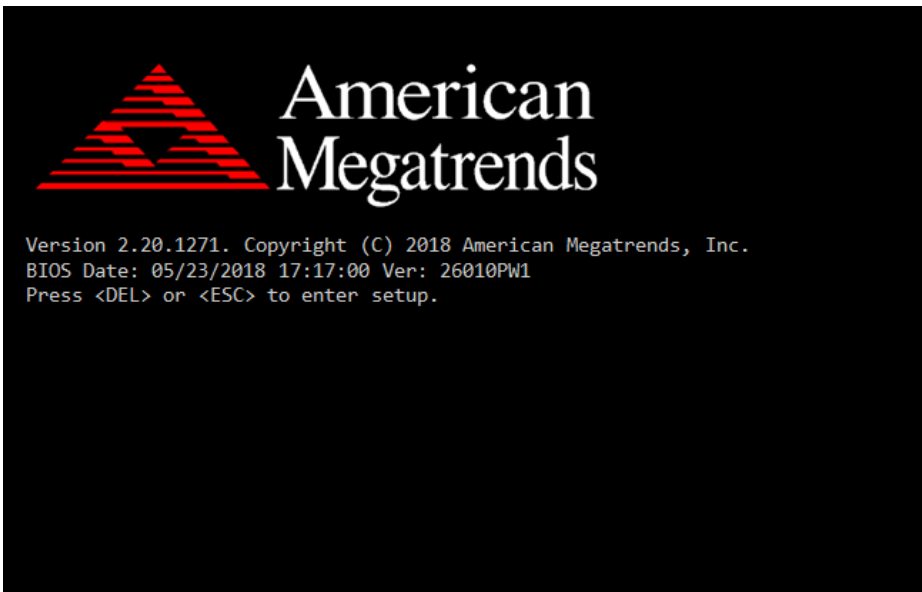 American
Megatrends
Version 2.20.1271. Copyright (C) 2018 American Megatrends, Inc.
BIOS Date: 05/23/2018 17:17:00 Ver: 26010PW1
Press <DEL> or <ESC> to enter setup.